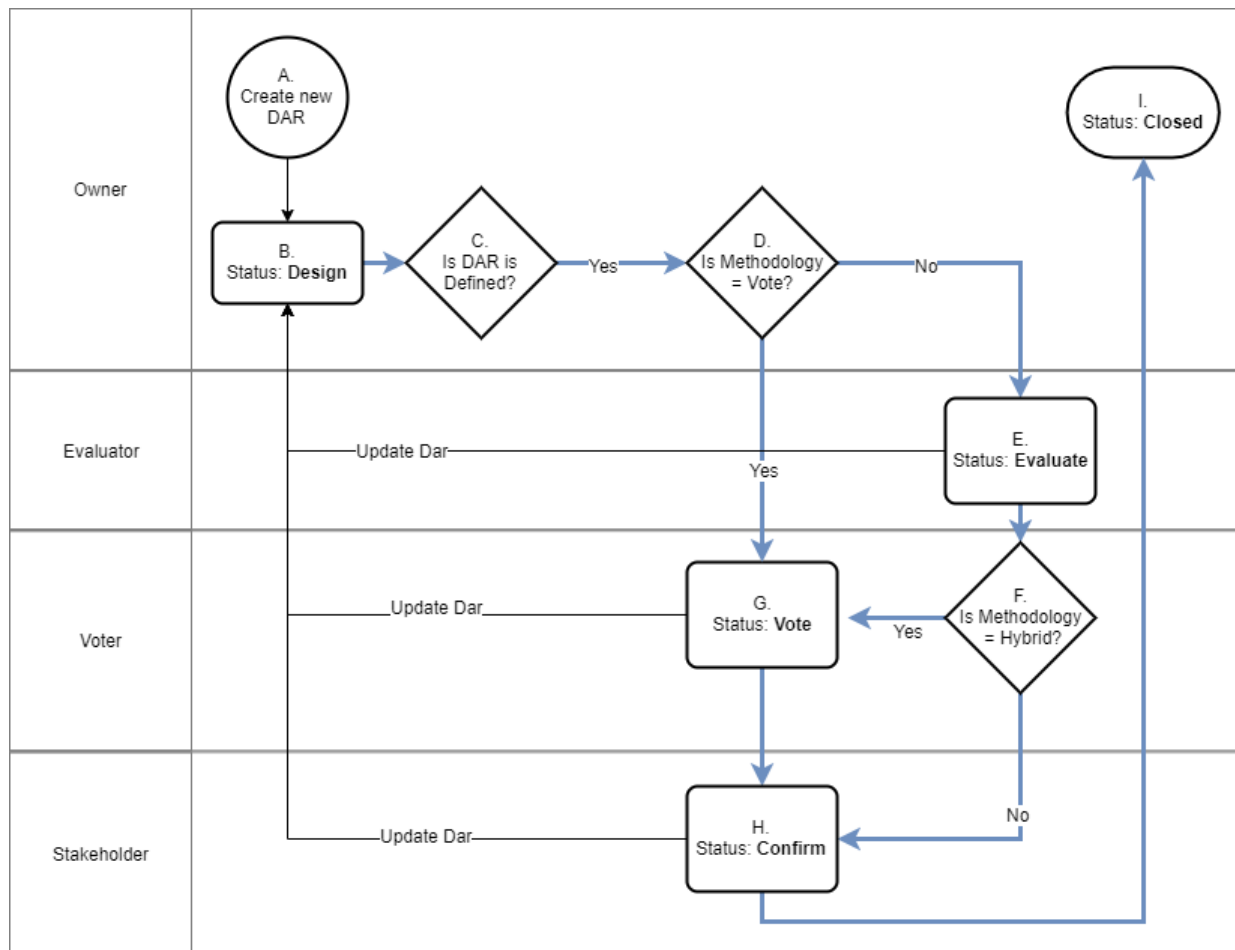 Owner
A.
Create new
DAR
I.
Status: Closed
B.
Status: Design
C.
Is DAR is
Defined?
Yes
D.
Is Methodology
= Vote?
No
Evaluator
Update Dar
Yes
E.
Status: Evaluate
Voter
Update Dar
G.
Status: Vote
Yes
F.
Is Methodology
= Hybrid?
Stakeholder
Update Dar
H.
Status: Confirm
No